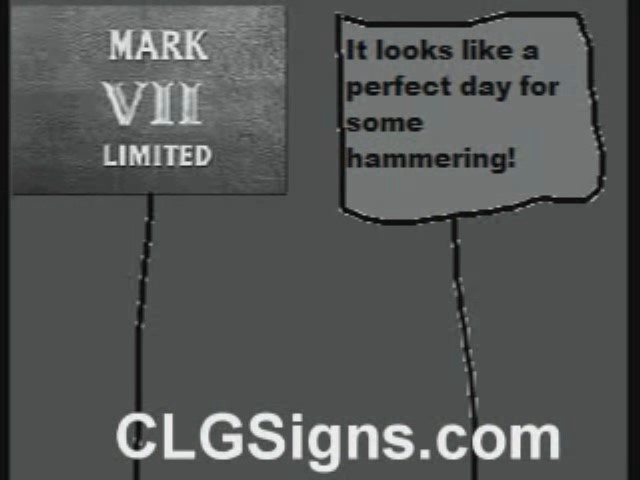 MARK
VII
LIMITED
It looks like a
perfect day for
some
hammering!
CLGSigns.com